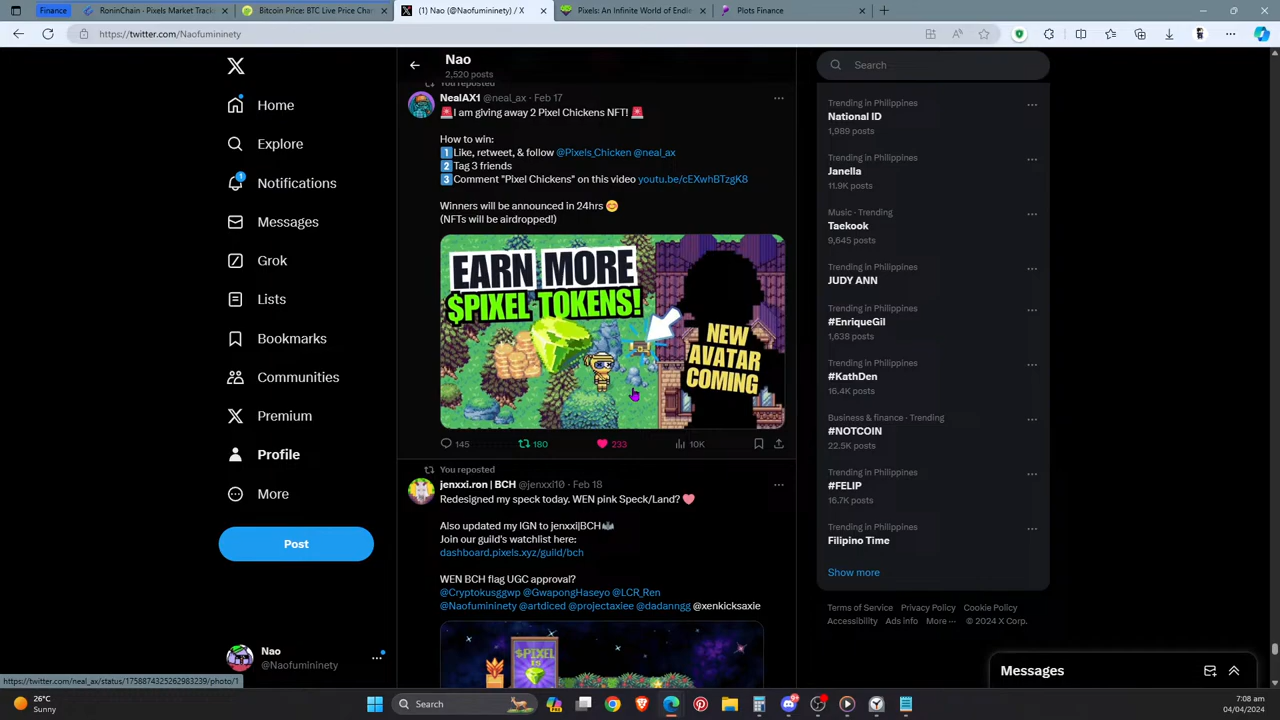 Finance
RoninChain - Pixels Market Track
Bitcoin Price: BTC Live Price Char
(1) Nao (@Naofumininety) / X
Pixels: An Infinite World of Endle
Plots Finance
https://twitter.com/Naofumininety
Home
Explore
Notifications
1
Messages
Grok
Lists
Bookmarks
Communities
Premium
Profile
More
Post
Nao
@Naofumininety
https://twitter.com/neal_ax/status/1758874325262983239/photo/1
Nao
2,520 posts
You reposted
NealAX1 @neal_ax · Feb 17
🚨I am giving away 2 Pixel Chickens NFT! 🚨
How to win:
1️⃣Like, retweet, & follow @Pixels_Chicken @neal_ax
2️⃣Tag 3 friends
3️⃣Comment "Pixel Chickens" on this video youtu.be/cEXwhBTzgK8
Winners will be announced in 24hrs 😊
(NFTs will be airdropped!)
EARN MORE
$PIXEL TOKENS!
NEW
AVATAR
COMING
145 180 233 10K
You reposted
jenxxi.ron | BCH @jenxxi10 · Feb 18
Redesigned my speck today. WEN pink Speck/Land? 🩷
Also updated my IGN to jenxxi|BCH
Join our guild's watchlist here:
dashboard.pixels.xyz/guild/bch
WEN BCH flag UGC approval?
@Cryptokusggwp @GwapongHaseyo @LCR_Ren
@Naofumininety @artdiced @projectaxiee @dadanngg @xenkicksaxie
$PIXEL
IS
Search
Trending in Philippines
National ID
1,989 posts
Trending in Philippines
Janella
11.9K posts
Music · Trending
Taekook
9,645 posts
Trending in Philippines
JUDY ANN
Trending in Philippines
#EnriqueGil
1,638 posts
Trending in Philippines
#KathDen
16.4K posts
Business & finance · Trending
#NOTCOIN
22.5K posts
Trending in Philippines
#FELIP
16.7K posts
Trending in Philippines
Filipino Time
Show more
Terms of Service Privacy Policy Cookie Policy
Accessibility Ads info More ··· © 2024 X Corp.
Messages
26°C
Sunny
Search
7:08 am
04/04/2024